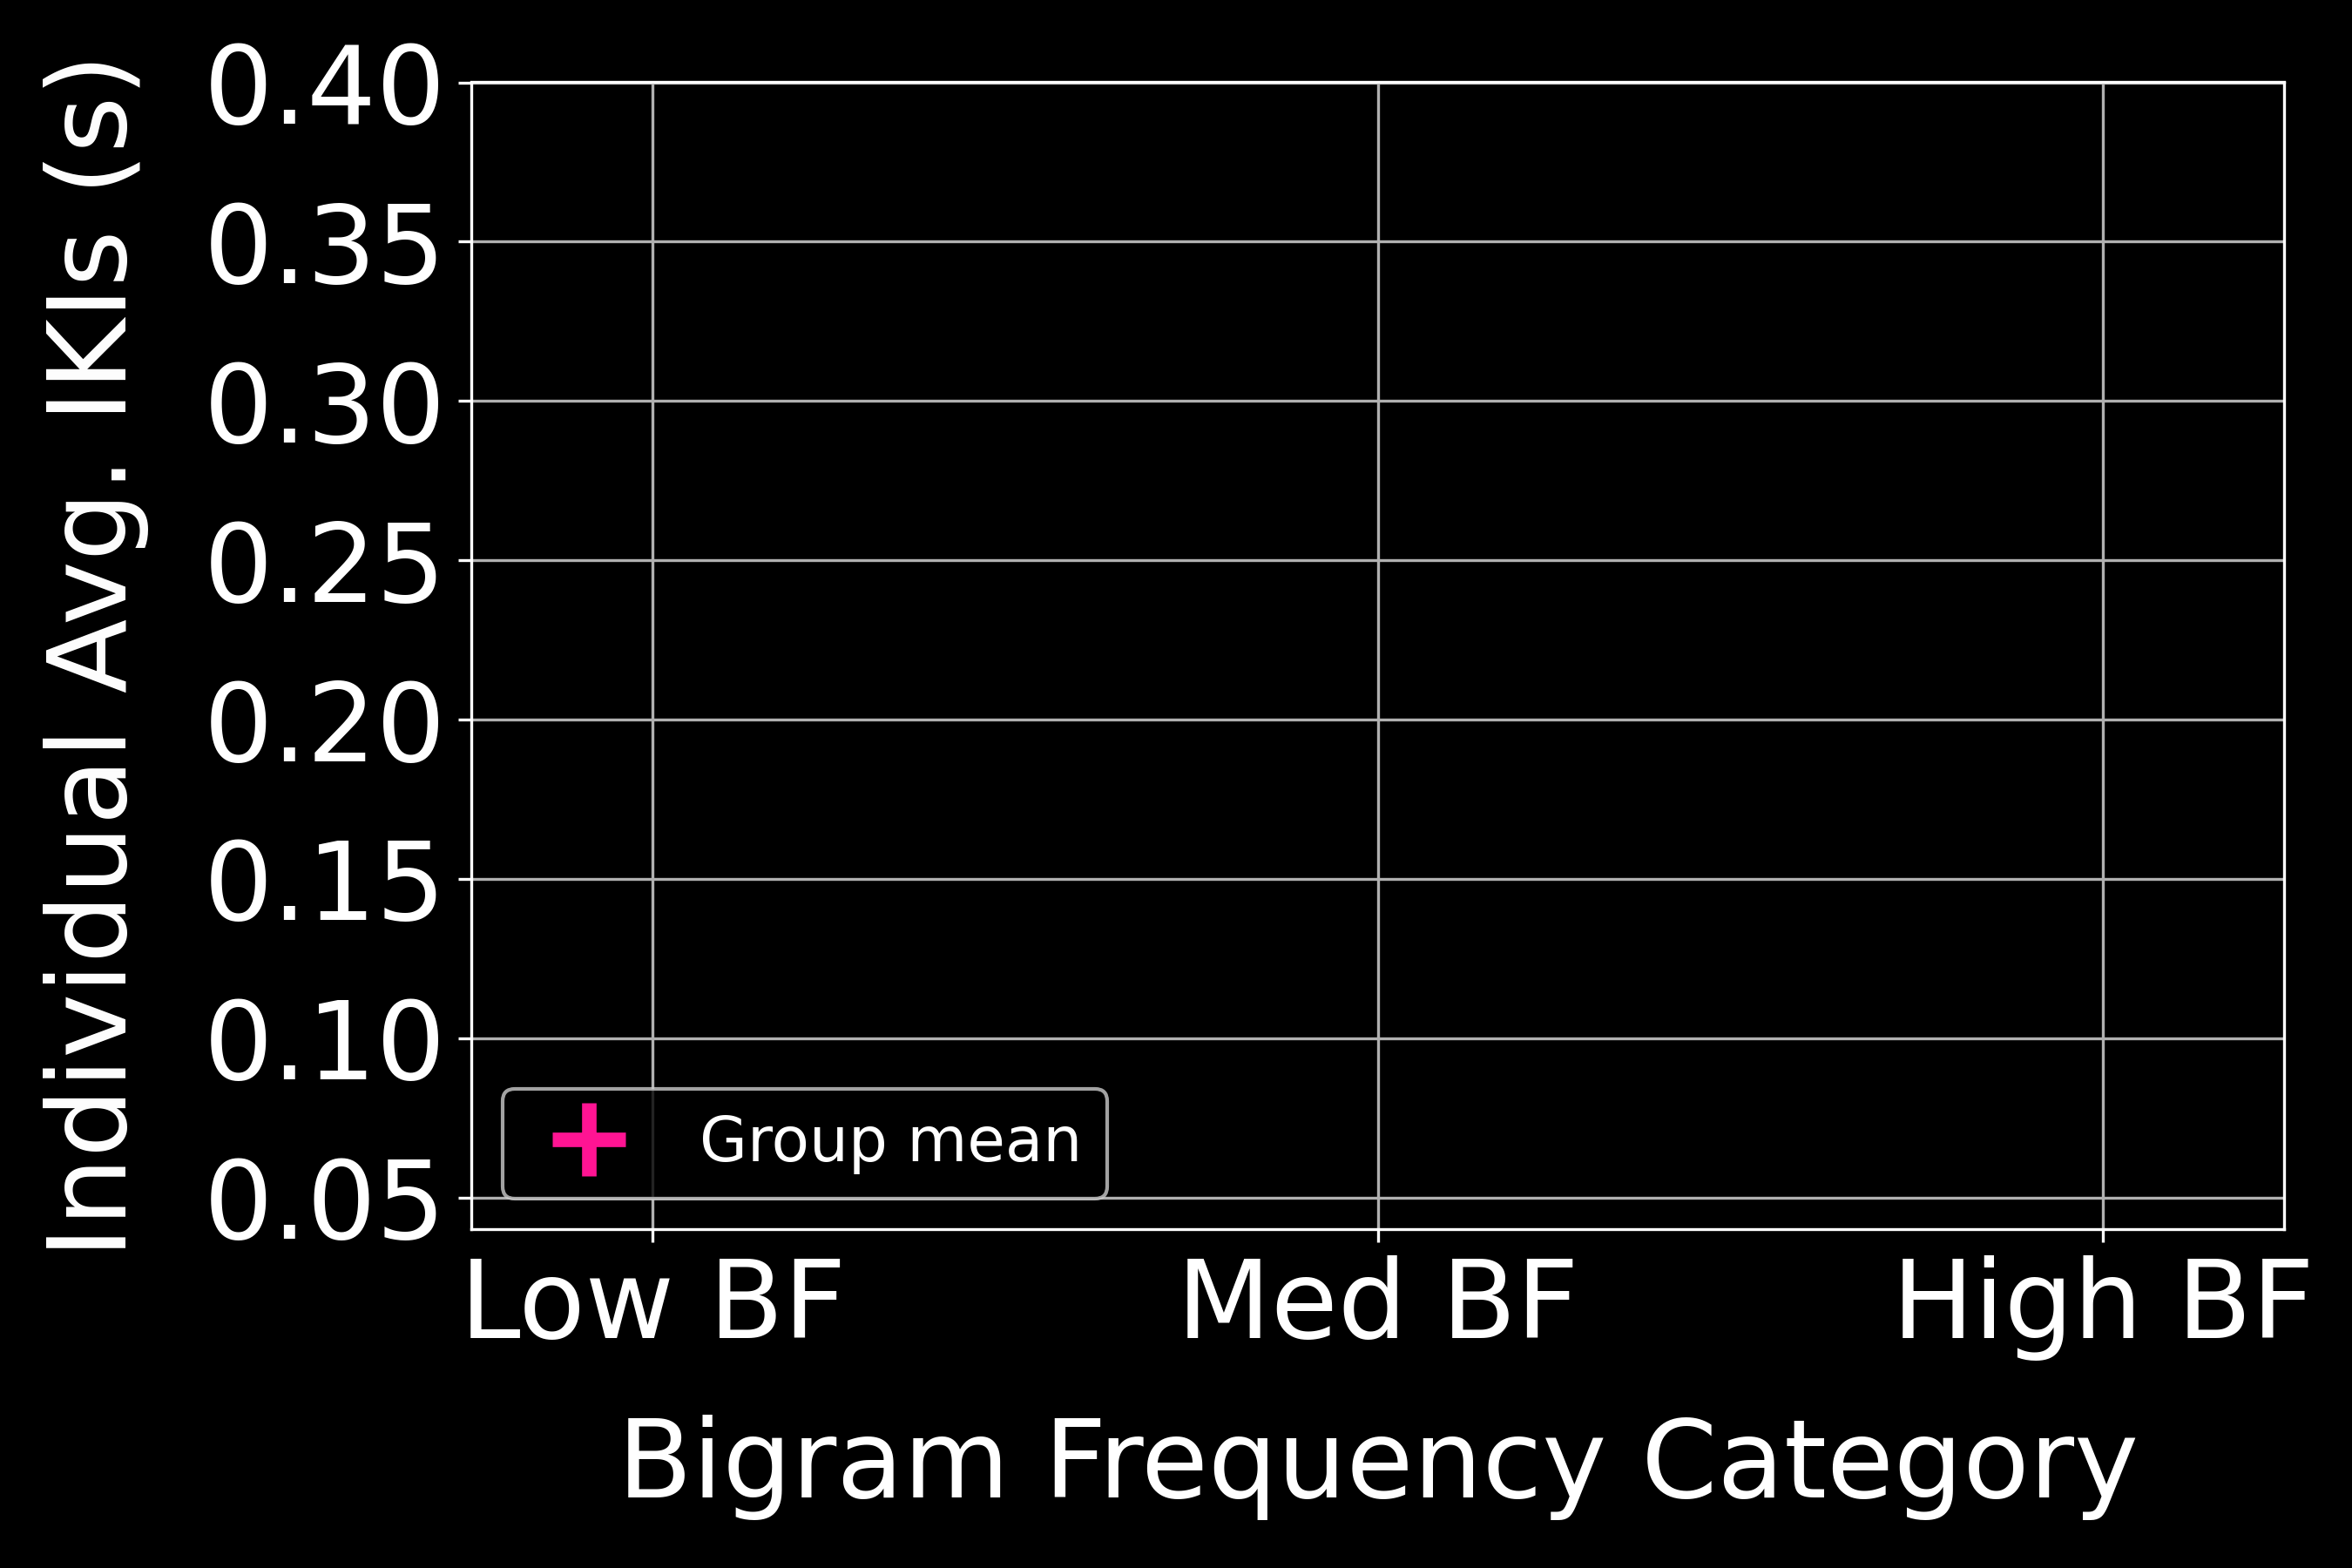 Individual Avg. IKIs (s)
0.40
0.35
0.30
0.25
0.20
0.15
0.10
0.05
Group mean
Low BF
Med BF
High BF
Bigram Frequency Category